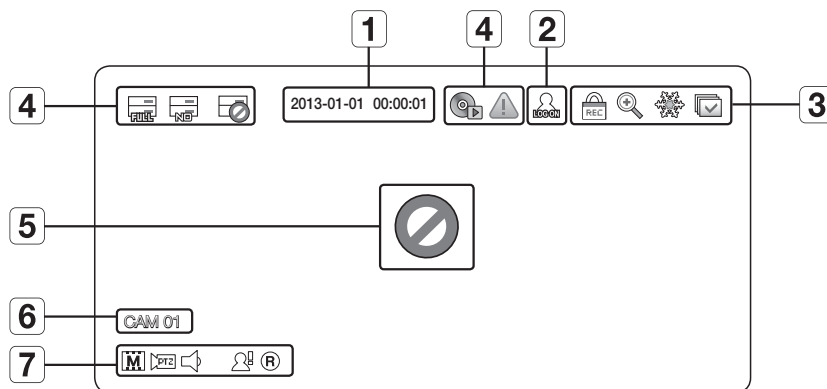 1 4 2
4 FULL NO 2013-01-01 00:00:01 LOG ON REC 3
5
6 CAM 01
7 M PTZ R